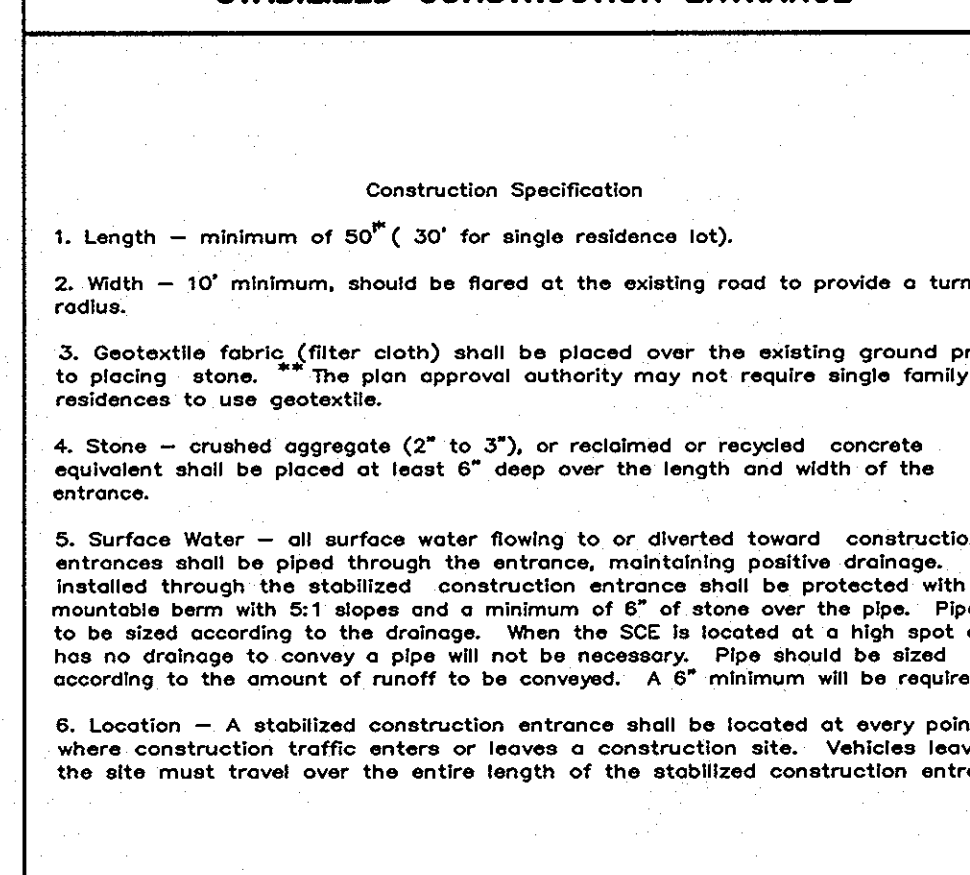 STABILIZED CONSTRUCTION ENTRANCE
Construction Specification
1. Length – minimum of 50'* ( 30' for single residence lot).
2. Width – 10' minimum, should be flared at the existing road to provide a turn
radius.
3. Geotextile fabric (filter cloth) shall be placed over the existing ground pr
to placing stone. **The plan approval authority may not require single family
residences to use geotextile.
4. Stone – crushed aggregate (2" to 3"), or reclaimed or recycled concrete
equivalent shall be placed at least 6" deep over the length and width of the
entrance.
5. Surface Water – all surface water flowing to or diverted toward constructio
entrances shall be piped through the entrance, maintaining positive drainage.
installed through the stabilized construction entrance shall be protected with
mountable berm with 5:1 slopes and a minimum of 6" of stone over the pipe. Pip
to be sized according to the drainage. When the SCE is located at a high spot
has no drainage to convey a pipe will not be necessary. Pipe should be sized
according to the amount of runoff to be conveyed. A 6" minimum will be require
6. Location – A stabilized construction entrance shall be located at every poin
where construction traffic enters or leaves a construction site. Vehicles leav
the site must travel over the entire length of the stabilized construction entr